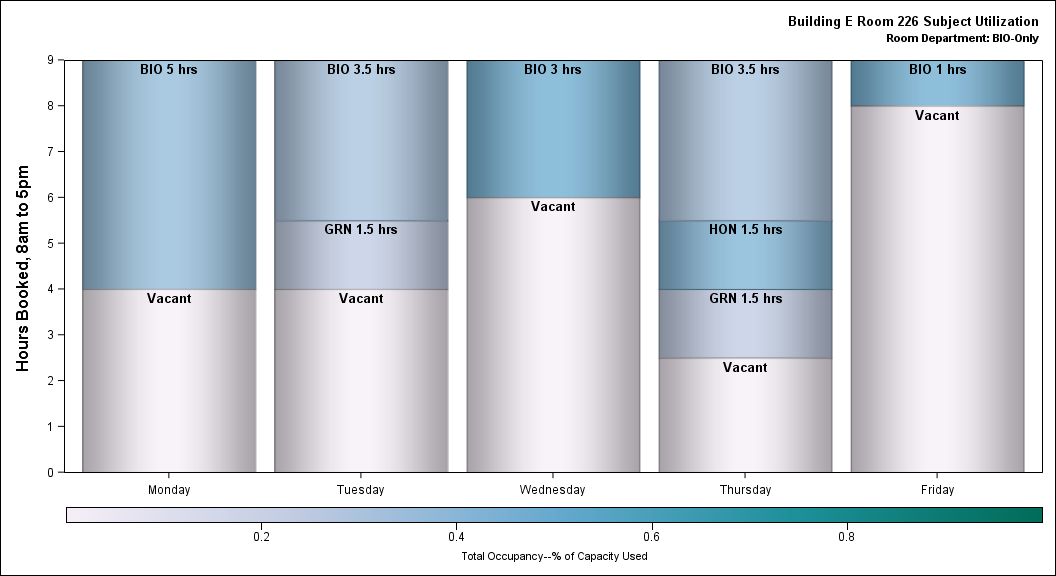 Building E Room 226 Subject Utilization
Room Department: BIO-Only
Hours Booked, 8am to 5pm
9
8
7
6
5
4
3
2
1
0
BIO 5 hrs
Vacant
BIO 3.5 hrs
GRN 1.5 hrs
Vacant
BIO 3 hrs
Vacant
BIO 3.5 hrs
HON 1.5 hrs
GRN 1.5 hrs
Vacant
BIO 1 hrs
Vacant
Monday Tuesday Wednesday Thursday Friday
0.2 0.4 0.6 0.8
Total Occupancy--% of Capacity Used